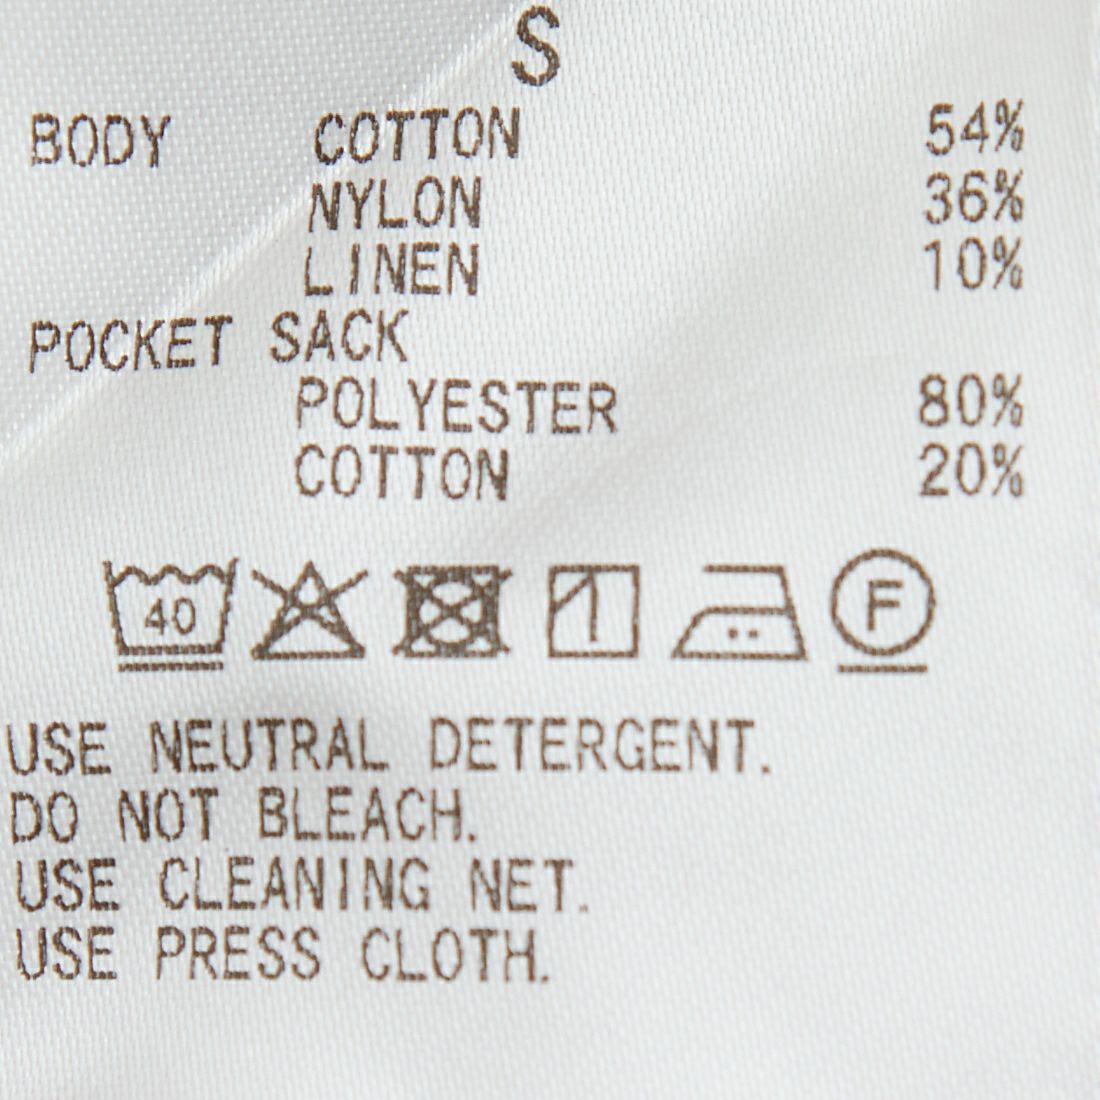 S
BODY COTTON 54%
NYLON 36%
LINEN 10%
POCKET SACK
POLYESTER 80%
COTTON 20%
40 F
USE NEUTRAL DETERGENT.
DO NOT BLEACH.
USE CLEANING NET.
USE PRESS CLOTH.